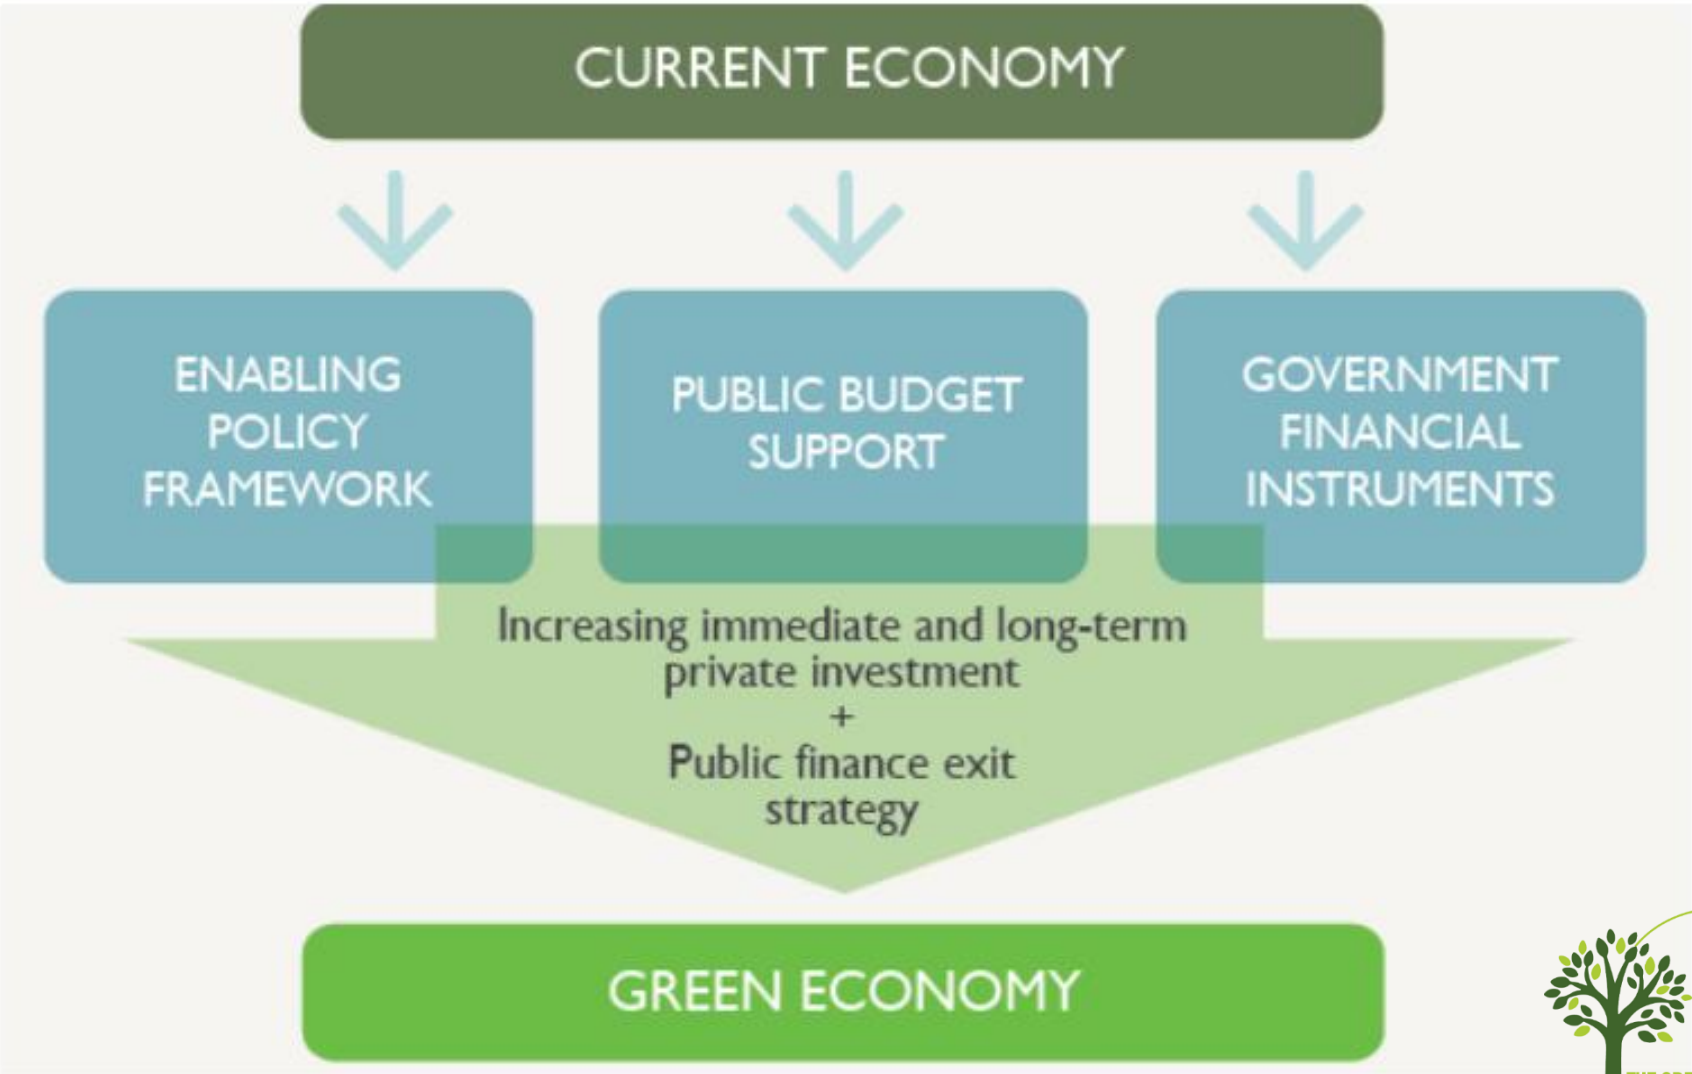 CURRENT ECONOMY
ENABLING
POLICY
FRAMEWORK
PUBLIC BUDGET
SUPPORT
GOVERNMENT
FINANCIAL
INSTRUMENTS
Increasing immediate and long-term
private investment
+
Public finance exit
strategy
GREEN ECONOMY